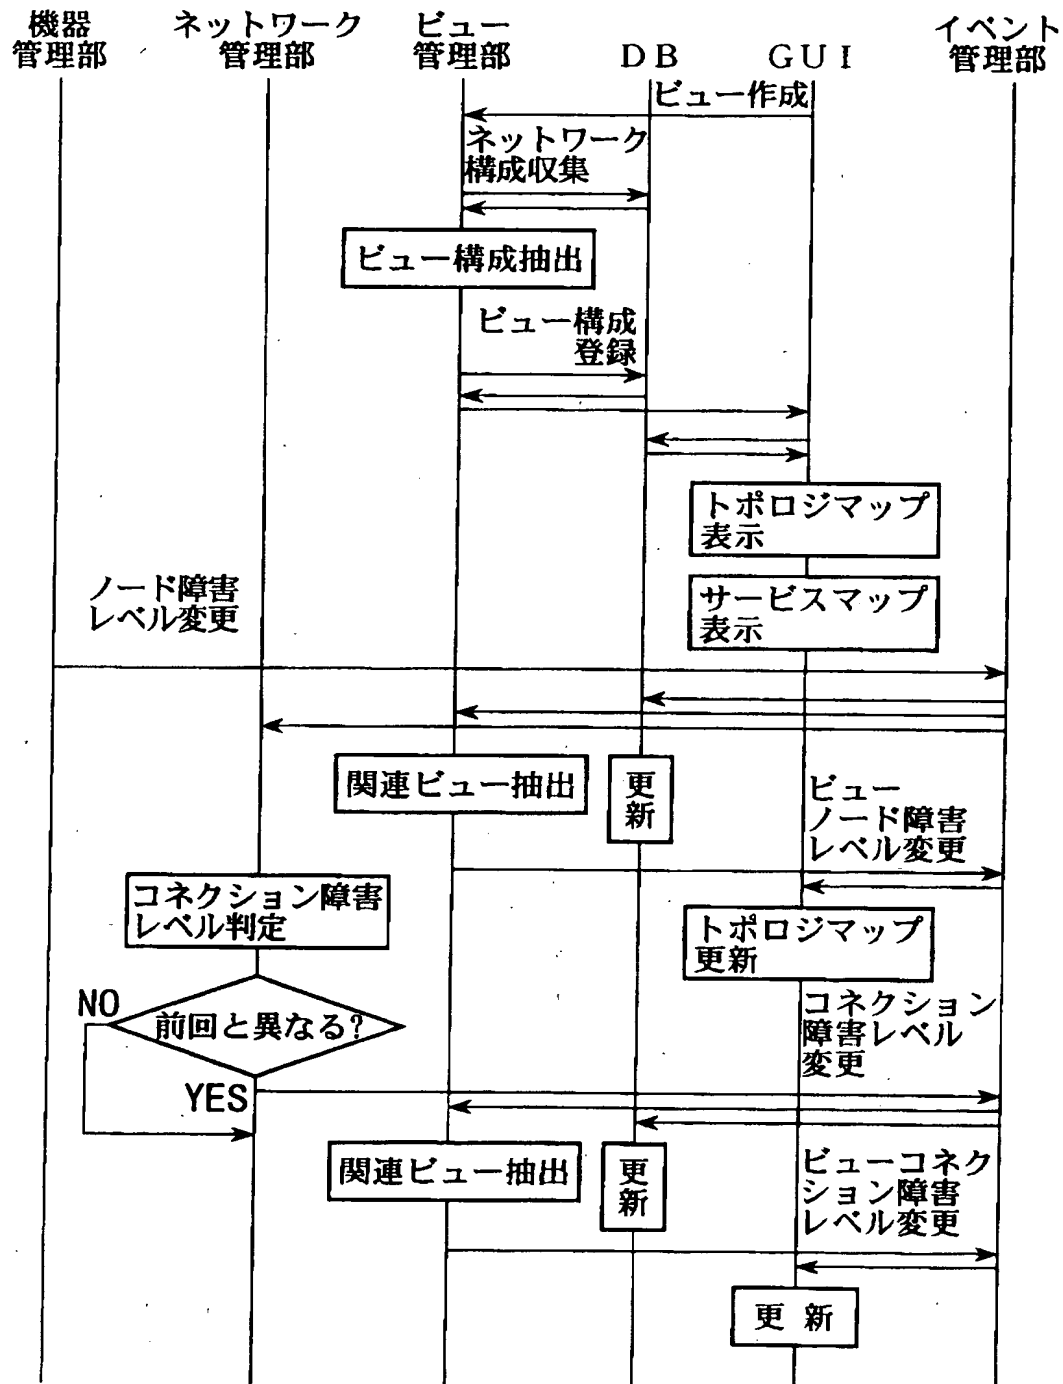 機器
管理部
ネットワーク
管理部
ビュー
管理部
DB
GUI
イベント
管理部
ビュー作成
ネットワーク
構成収集
ビュー構成抽出
ビュー構成
登録
トポロジマップ
表示
サービスマップ
表示
ノード障害
レベル変更
関連ビュー抽出
更
新
ビュー
ノード障害
レベル変更
コネクション障害
レベル判定
トポロジマップ
更新
NO
前回と異なる?
コネクション
障害レベル
変更
YES
関連ビュー抽出
更
新
ビューコネク
ション障害
レベル変更
更 新